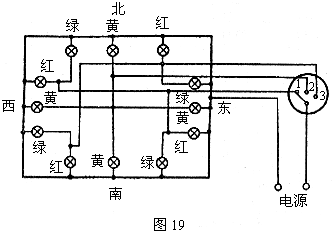 北
绿 黄 红
红
1 2 3
西 黄 绿 东
黄
绿 红
红 黄 绿
南
电源
图 19